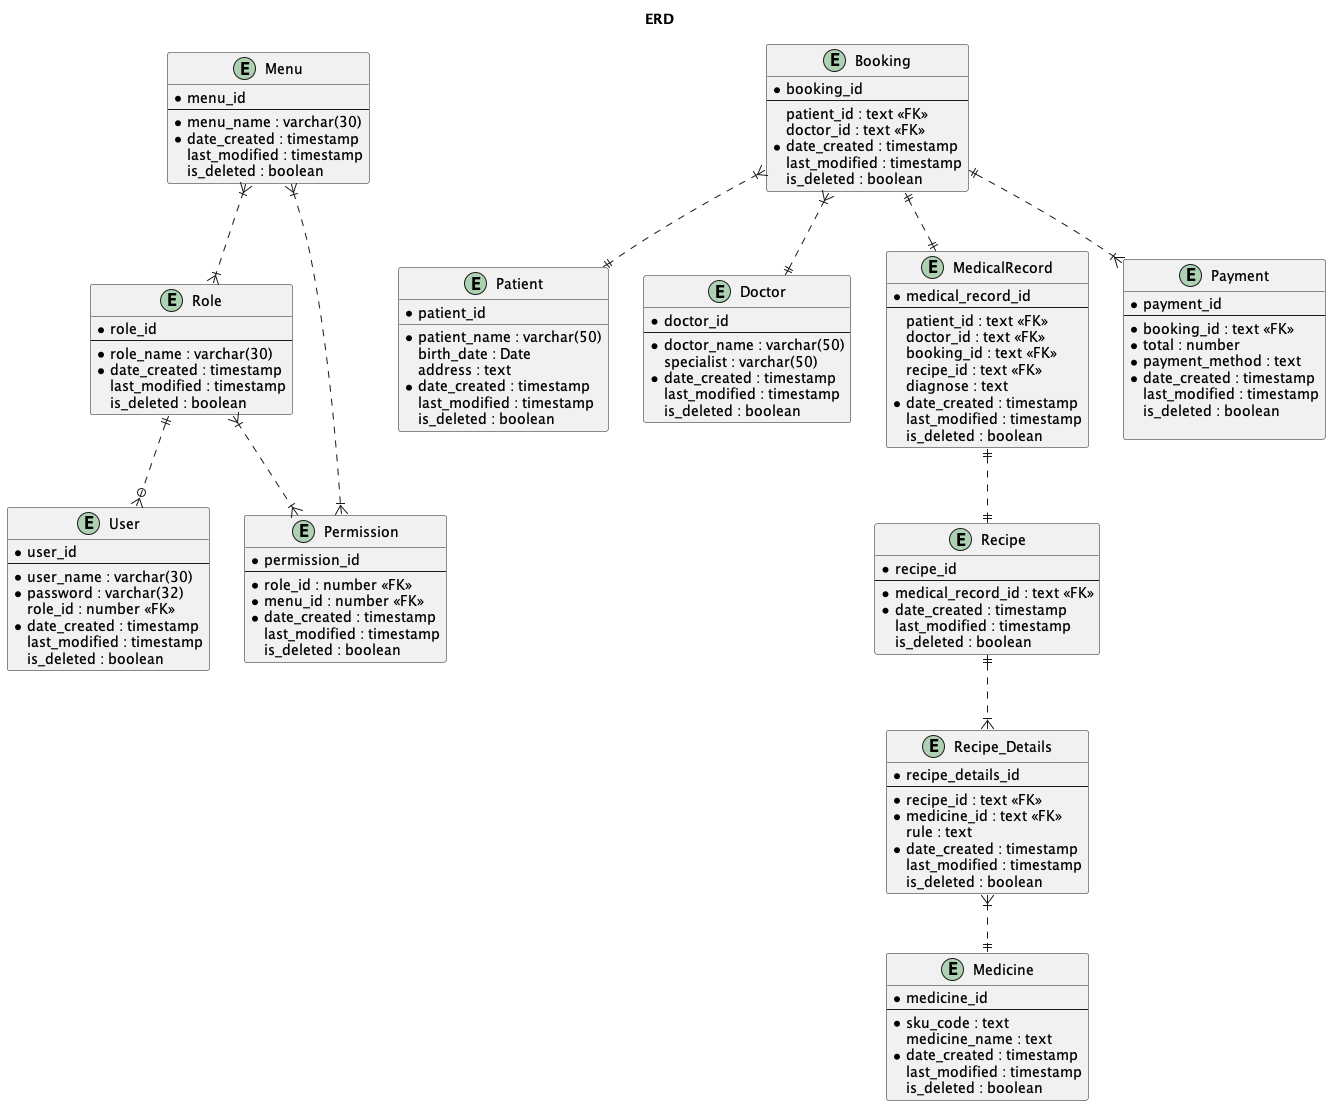 ERD
E Menu
menu_id
menu_name : varchar(30)
date_created : timestamp
last_modified : timestamp
is_deleted : boolean
E Booking
booking_id
patient_id : text «FK»
doctor_id : text «FK»
date_created : timestamp
last_modified : timestamp
is_deleted : boolean
E Role
role_id
role_name : varchar(30)
date_created : timestamp
last_modified : timestamp
is_deleted : boolean
E Patient
patient_id
patient_name : varchar(50)
birth_date : Date
address : text
date_created : timestamp
last_modified : timestamp
is_deleted : boolean
E Doctor
doctor_id
doctor_name : varchar(50)
specialist : varchar(50)
date_created : timestamp
last_modified : timestamp
is_deleted : boolean
E MedicalRecord
medical_record_id
patient_id : text «FK»
doctor_id : text «FK»
booking_id : text «FK»
recipe_id : text «FK»
diagnose : text
date_created : timestamp
last_modified : timestamp
is_deleted : boolean
E Payment
payment_id
booking_id : text «FK»
total : number
payment_method : text
date_created : timestamp
last_modified : timestamp
is_deleted : boolean
E User
user_id
user_name : varchar(30)
password : varchar(32)
role_id : number «FK»
date_created : timestamp
last_modified : timestamp
is_deleted : boolean
E Permission
permission_id
role_id : number «FK»
menu_id : number «FK»
date_created : timestamp
last_modified : timestamp
is_deleted : boolean
E Recipe
recipe_id
medical_record_id : text «FK»
date_created : timestamp
last_modified : timestamp
is_deleted : boolean
E Recipe_Details
recipe_details_id
recipe_id : text «FK»
medicine_id : text «FK»
rule : text
date_created : timestamp
last_modified : timestamp
is_deleted : boolean
E Medicine
medicine_id
sku_code : text
medicine_name : text
date_created : timestamp
last_modified : timestamp
is_deleted : boolean